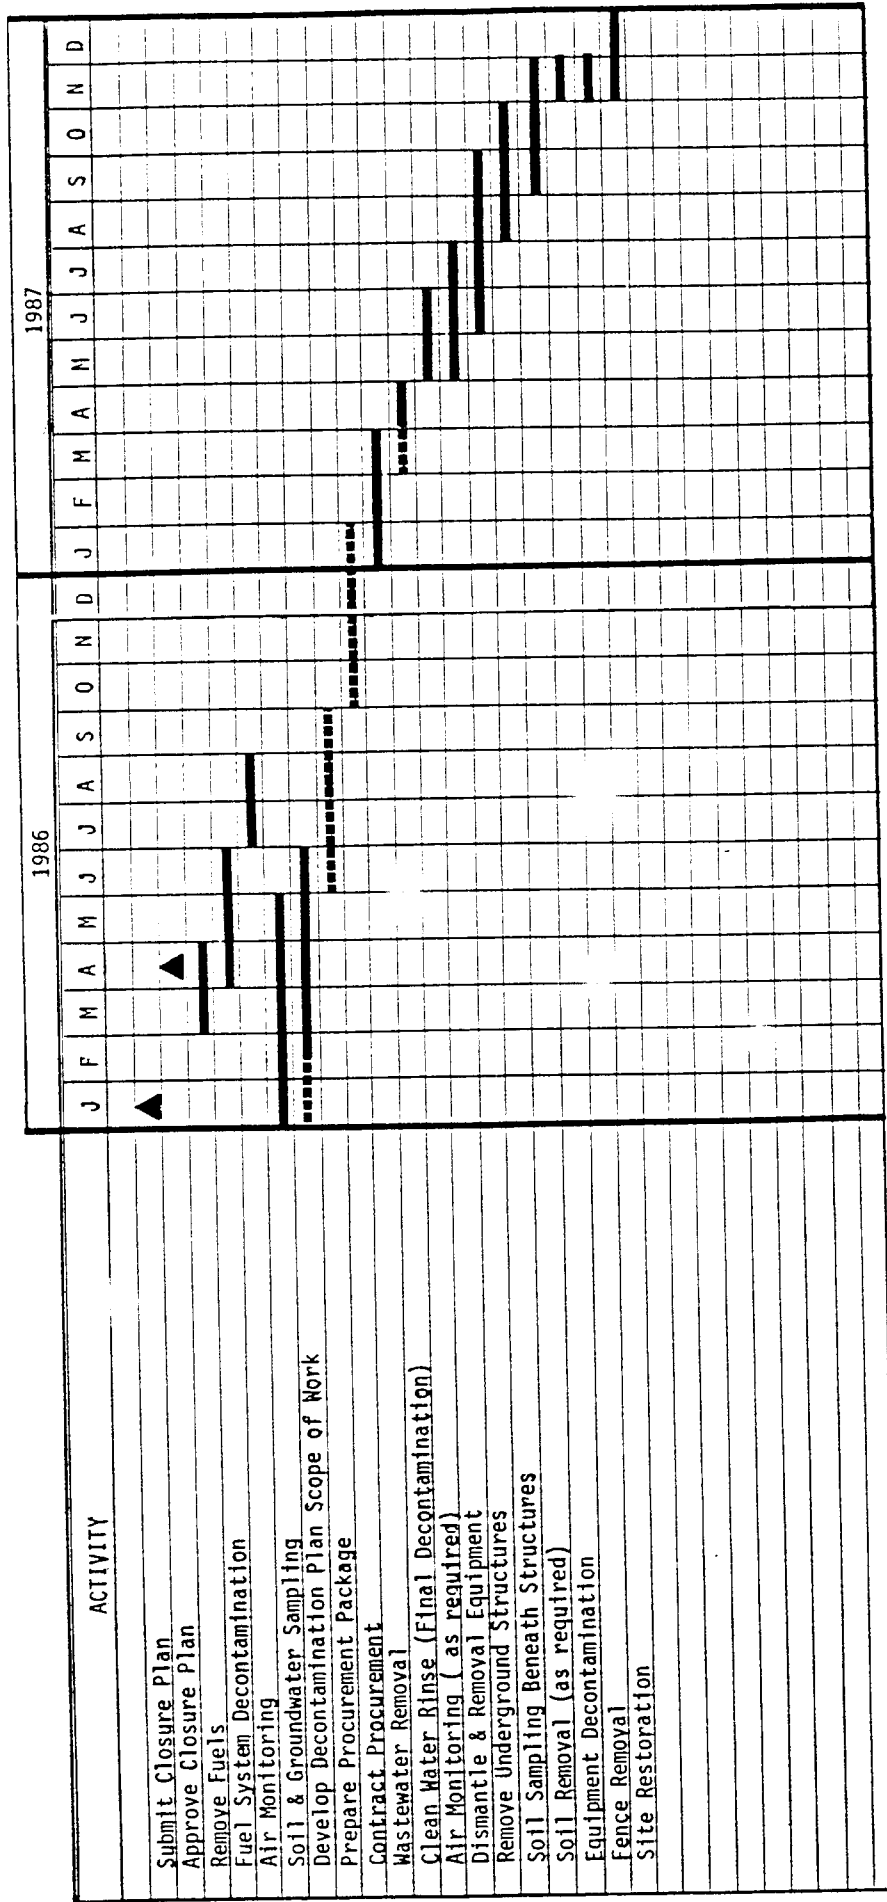 ACTIVITY
1986
1987
J F M A M J J A S O N D J F M A M J J A S O N D
Submit Closure Plan
Approve Closure Plan
Remove Fuels
Fuel System Decontamination
Air Monitoring
Soil & Groundwater Sampling
Develop Decontamination Plan Scope of Work
Prepare Procurement Package
Contract Procurement
Wastewater Removal
Clean Water Rinse (Final Decontamination)
Air Monitoring ( as required)
Dismantle & Removal Equipment
Remove Underground Structures
Soil Sampling Beneath Structures
Soil Removal (as required)
Equipment Decontamination
Fence Removal
Site Restoration